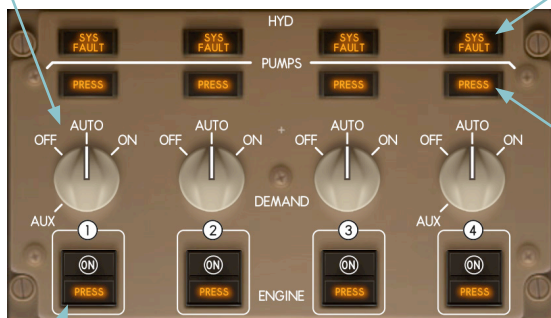 HYD
SYS FAULT SYS FAULT SYS FAULT SYS FAULT
PUMPS
PRESS PRESS PRESS PRESS
OFF AUTO ON OFF AUTO ON OFF AUTO ON OFF AUTO ON
DEMAND
AUX AUX
1 2 3 4
ON ON ON ON
PRESS PRESS PRESS PRESS
ENGINE